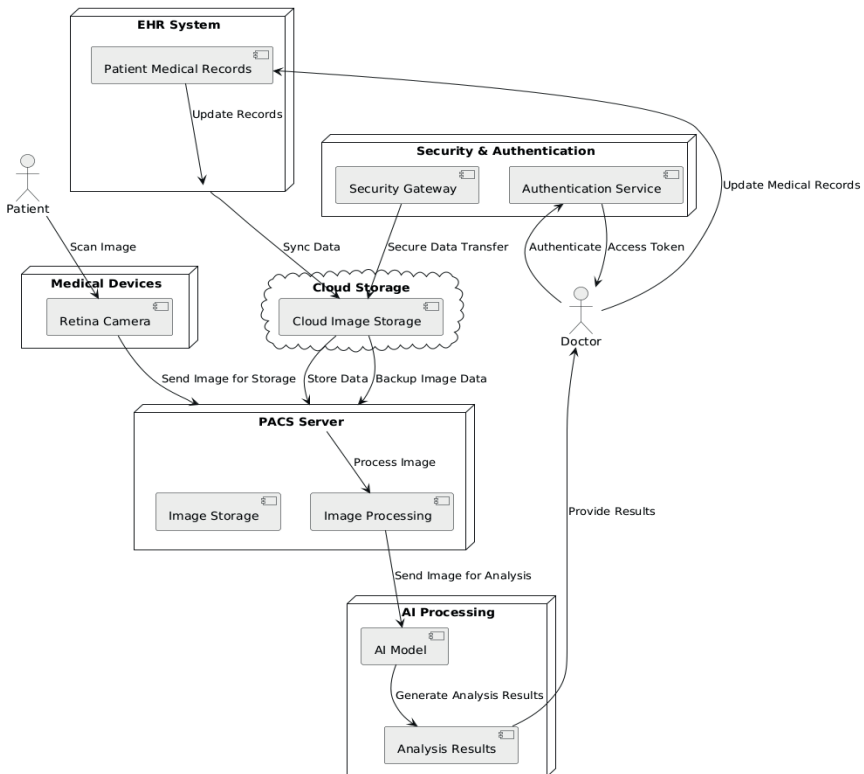 EHR System
Patient Medical Records
Update Records
Security & Authentication
Security Gateway
Authentication Service
Patient
Update Medical Records
Scan Image
Sync Data
Secure Data Transfer
Authenticate
Access Token
Medical Devices
Retina Camera
Cloud Storage
Cloud Image Storage
Doctor
Send Image for Storage
Store Data
Backup Image Data
PACS Server
Process Image
Image Storage
Image Processing
Provide Results
Send Image for Analysis
AI Processing
AI Model
Generate Analysis Results
Analysis Results